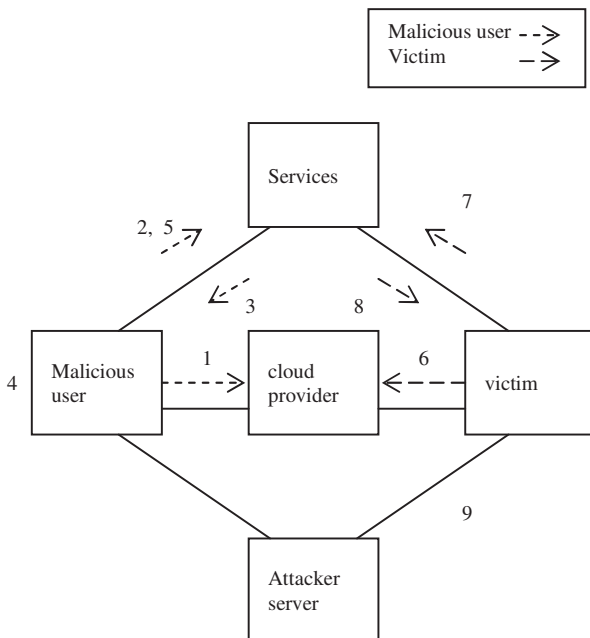 Malicious user
Victim
Services
7
2, 5
3
8
4
Malicious
user
1
cloud
provider
6
victim
9
Attacker
server